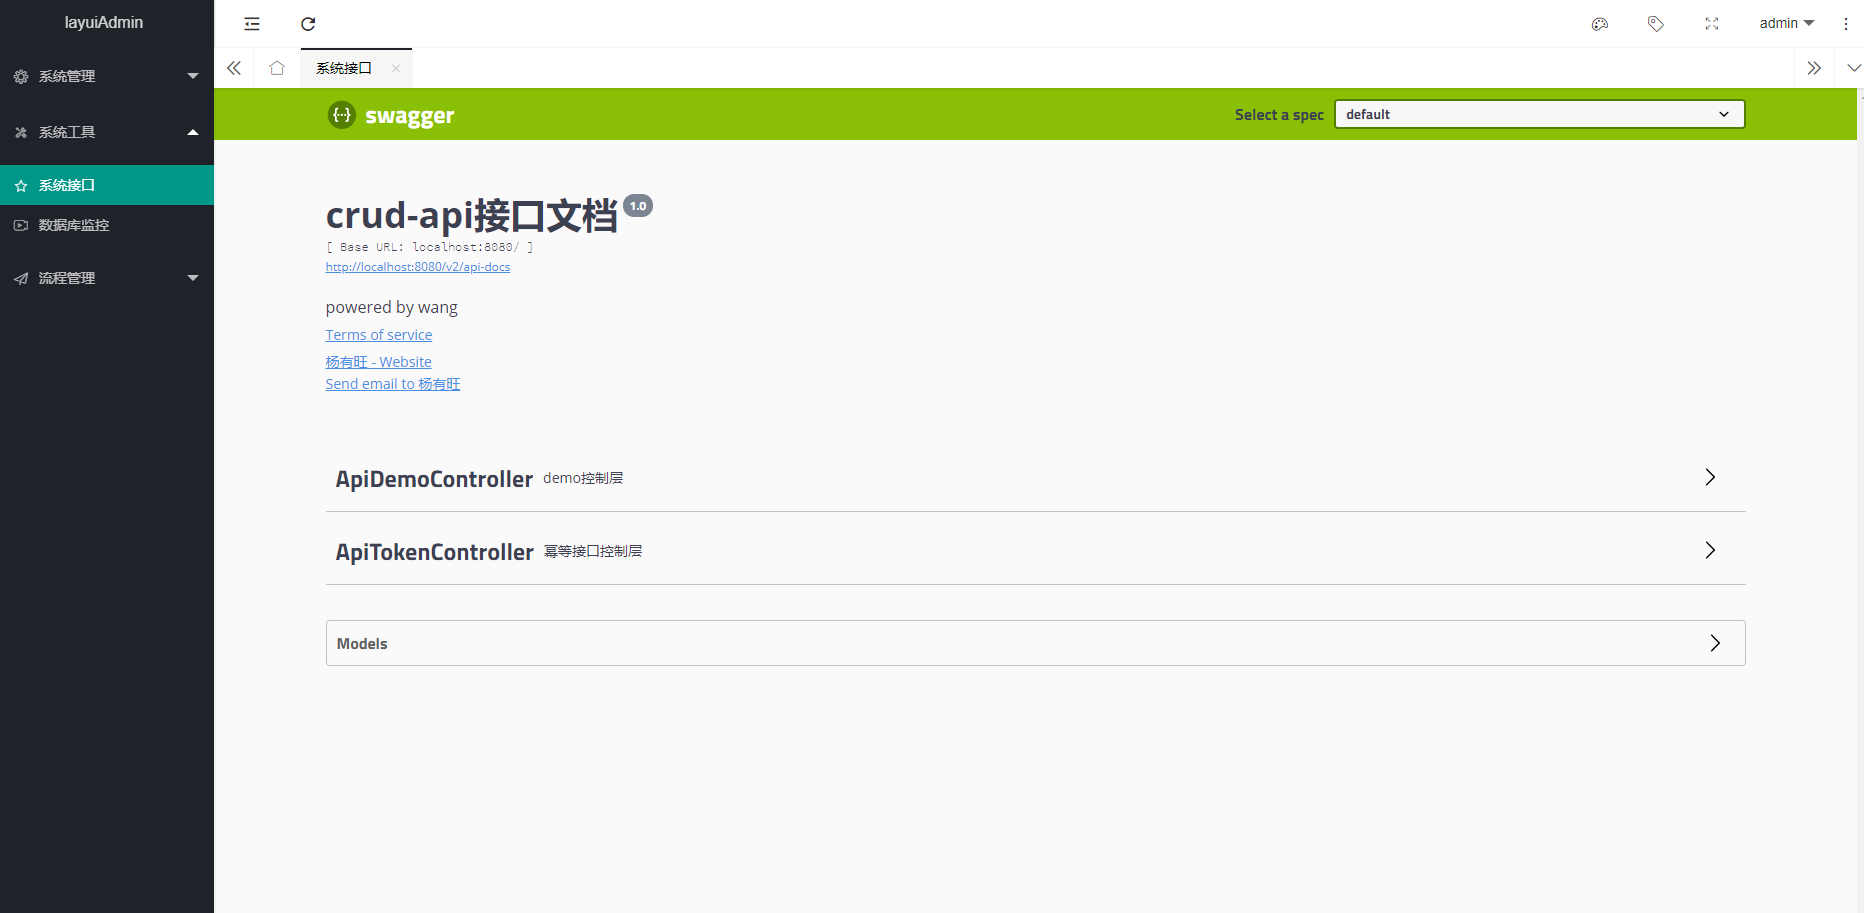 layuiAdmin
admin
系统管理
系统工具
系统接口
数据库监控
流程管理
系统接口
{··} swagger
Select a spec
default
crud-api接口文档 1.0
[ Base URL: localhost:8080/ ]
http://localhost:8080/v2/api-docs
powered by wang
Terms of service
杨有旺 - Website
Send email to 杨有旺
ApiDemoController demo控制层
ApiTokenController 幂等接口控制层
Models